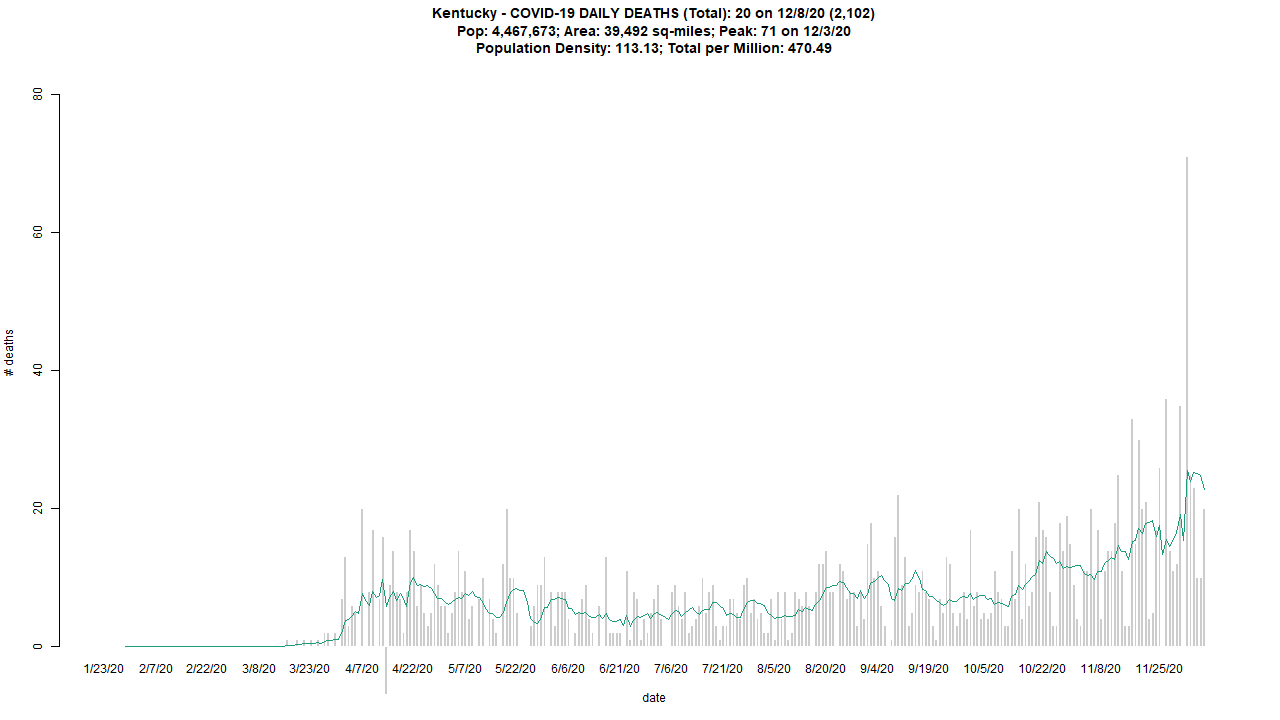 Kentucky - COVID-19 DAILY DEATHS (Total): 20 on 12/8/20 (2,102)
Pop: 4,467,673; Area: 39,492 sq-miles; Peak: 71 on 12/3/20
Population Density: 113.13; Total per Million: 470.49
80
60
# deaths
40
20
0
1/23/20 2/7/20 2/22/20 3/8/20 3/23/20 4/7/20 4/22/20 5/7/20 5/22/20 6/6/20 6/21/20 7/6/20 7/21/20 8/5/20 8/20/20 9/4/20 9/19/20 10/5/20 10/22/20 11/8/20 11/25/20
date